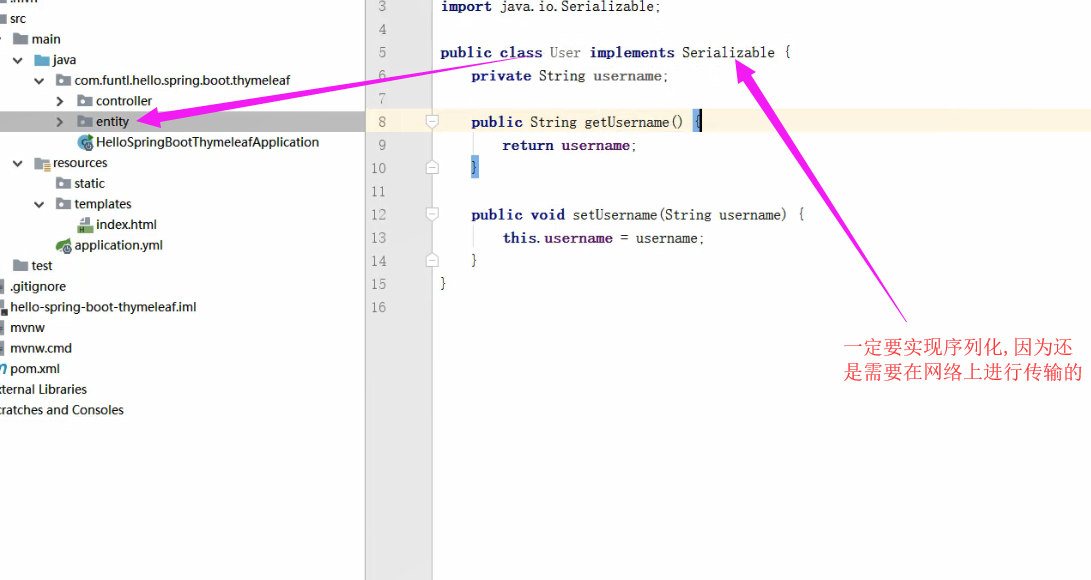 src
main
java
com.funtl.hello.spring.boot.thymeleaf
controller
entity
HelloSpringBootThymeleafApplication
resources
static
templates
index.html
application.yml
test
.gitignore
hello-spring-boot-thymeleaf.iml
mvnw
mvnw.cmd
pom.xml
ternal Libraries
cratches and Consoles
3 import java.io.Serializable;
4
5 public class User implements Serializable {
6 private String username;
7
8 public String getUsername() {
9 return username;
10 }
11
12 public void setUsername(String username) {
13 this.username = username;
14 }
15 }
16
一定要实现序列化,因为还
是需要在网络上进行传输的